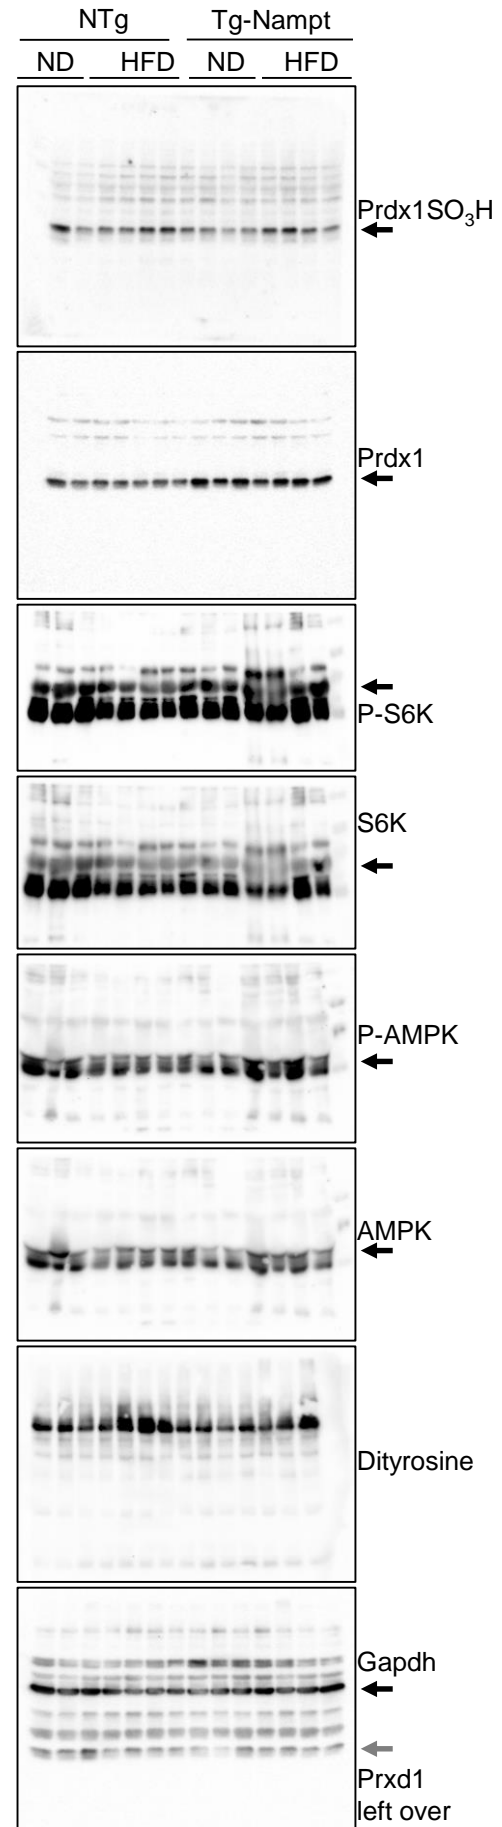 NTg Tg-Nampt
ND HFD ND HFD
Prdx1SO₃H
Prdx1
P-S6K
S6K
P-AMPK
AMPK
Dityrosine
Gapdh
Prxd1
left over